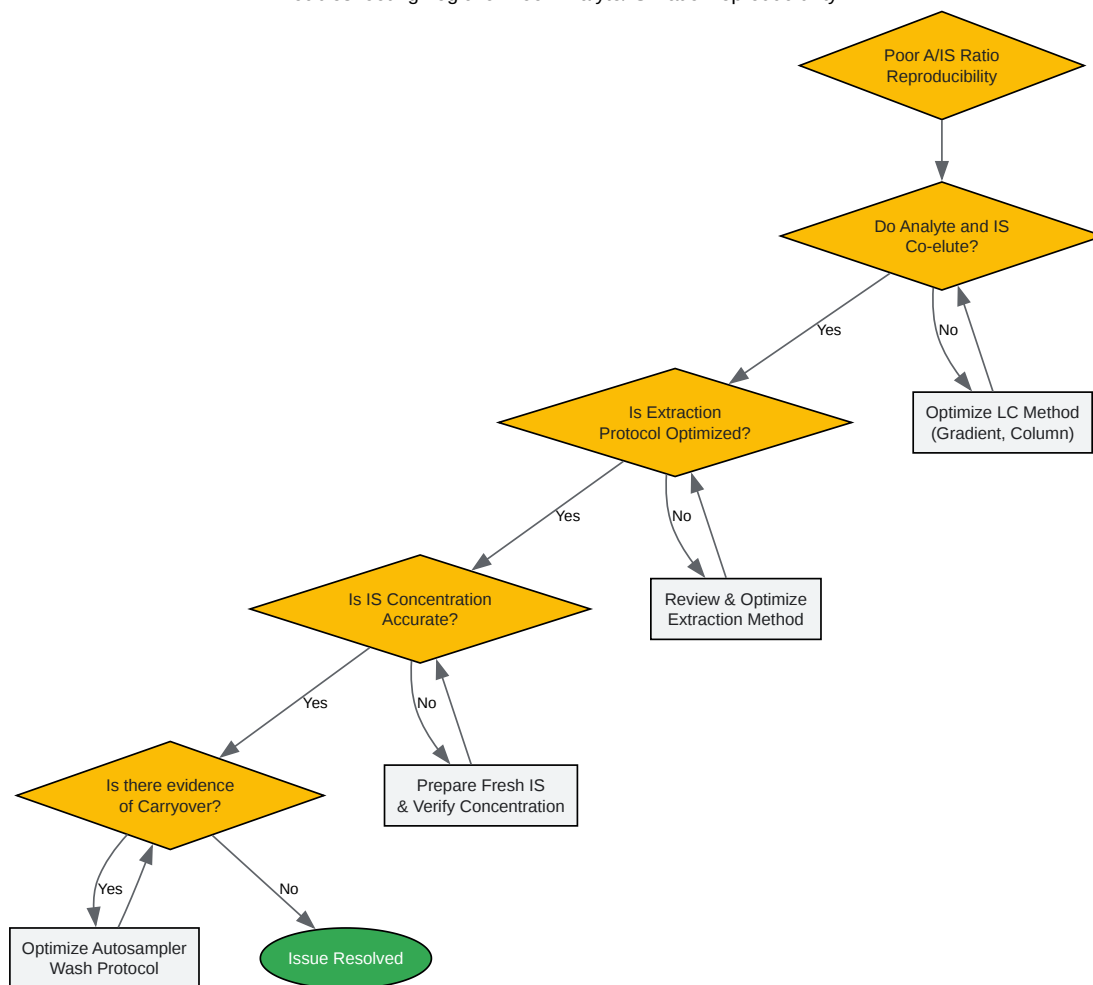 Poor A/IS Ratio
Reproducibility
Do Analyte and IS
Co-elute?
Yes
No
Is Extraction
Protocol Optimized?
Optimize LC Method
(Gradient, Column)
Yes
No
Is IS Concentration
Accurate?
Review & Optimize
Extraction Method
Yes
No
Is there evidence
of Carryover?
Prepare Fresh IS
& Verify Concentration
Yes
No
Optimize Autosampler
Wash Protocol
Issue Resolved